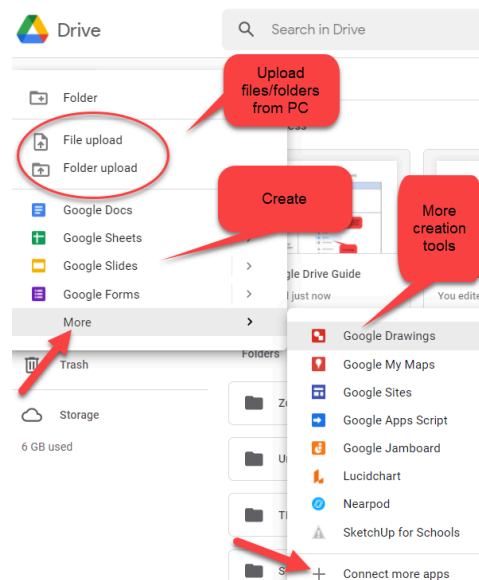 Drive
Search in Drive
Upload
files/folders
from PC
Folder
File upload
Folder upload
Create
Google Docs
Google Sheets
Google Slides
Google Forms
More
More
creation
tools
gle Drive Guide
just now
You edite
Google Drawings
Google My Maps
Google Sites
Google Apps Script
Google Jamboard
Lucidchart
Nearpod
SketchUp for Schools
Connect more apps
Trash
Folders
Storage
6 GB used